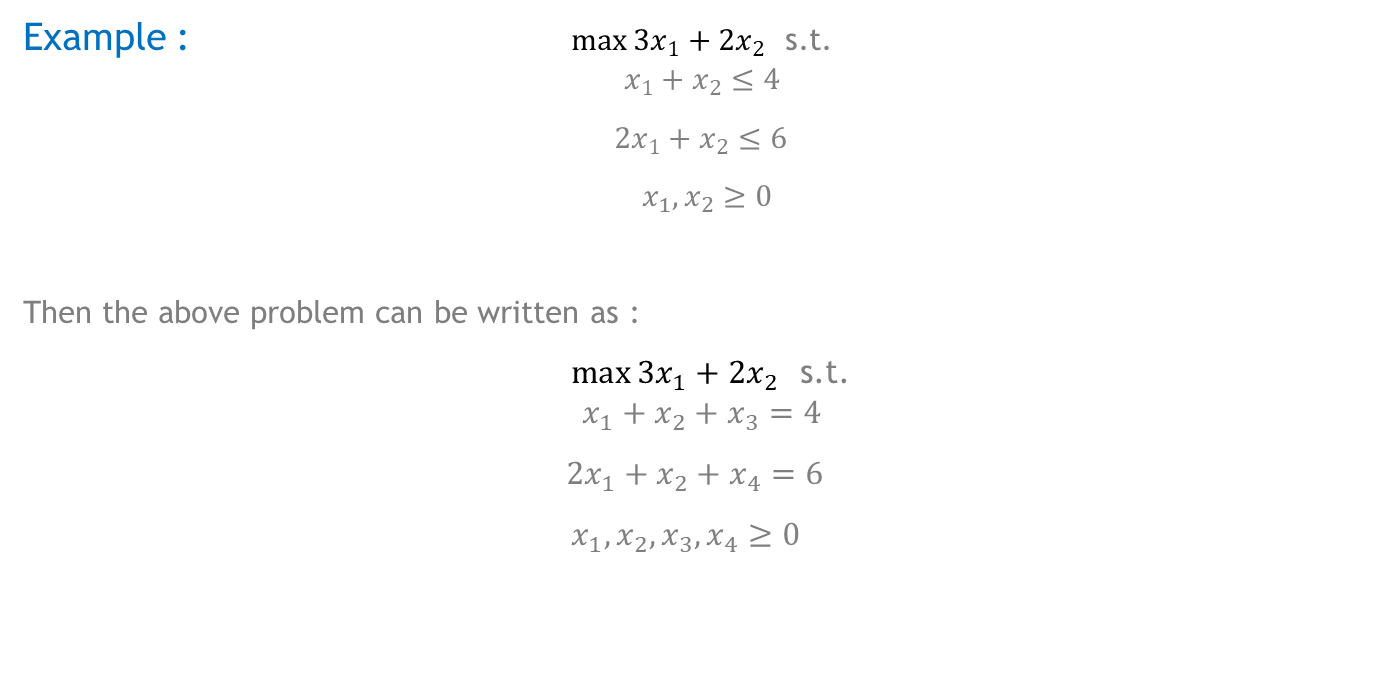 Example :
max 3x₁ + 2x₂ s.t.
x₁ + x₂ ≤ 4
2x₁ + x₂ ≤ 6
x₁, x₂ ≥ 0
Then the above problem can be written as :
max 3x₁ + 2x₂ s.t.
x₁ + x₂ + x₃ = 4
2x₁ + x₂ + x₄ = 6
x₁, x₂, x₃, x₄ ≥ 0